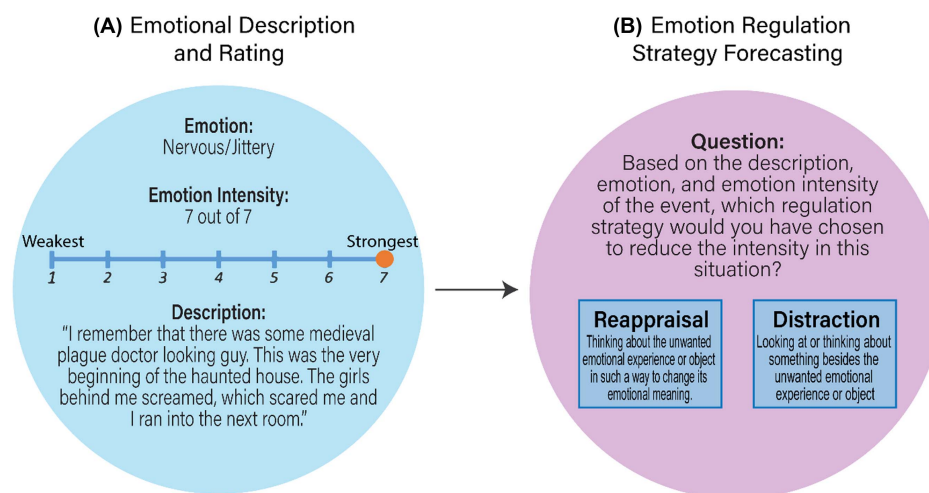 (A) Emotional Description
and Rating
Emotion:
Nervous/Jittery
Emotion Intensity:
7 out of 7
Weakest
Strongest
1 2 3 4 5 6 7
Description:
"I remember that there was some medieval
plague doctor looking guy. This was the very
beginning of the haunted house. The girls
behind me screamed, which scared me and
I ran into the next room."
(B) Emotion Regulation
Strategy Forecasting
Question:
Based on the description,
emotion, and emotion intensity
of the event, which regulation
strategy would you have chosen
to reduce the intensity in this
situation?
Reappraisal
Thinking about the unwanted
emotional experience or object
in such a way to change its
emotional meaning.
Distraction
Looking at or thinking about
something besides the
unwanted emotional
experience or object